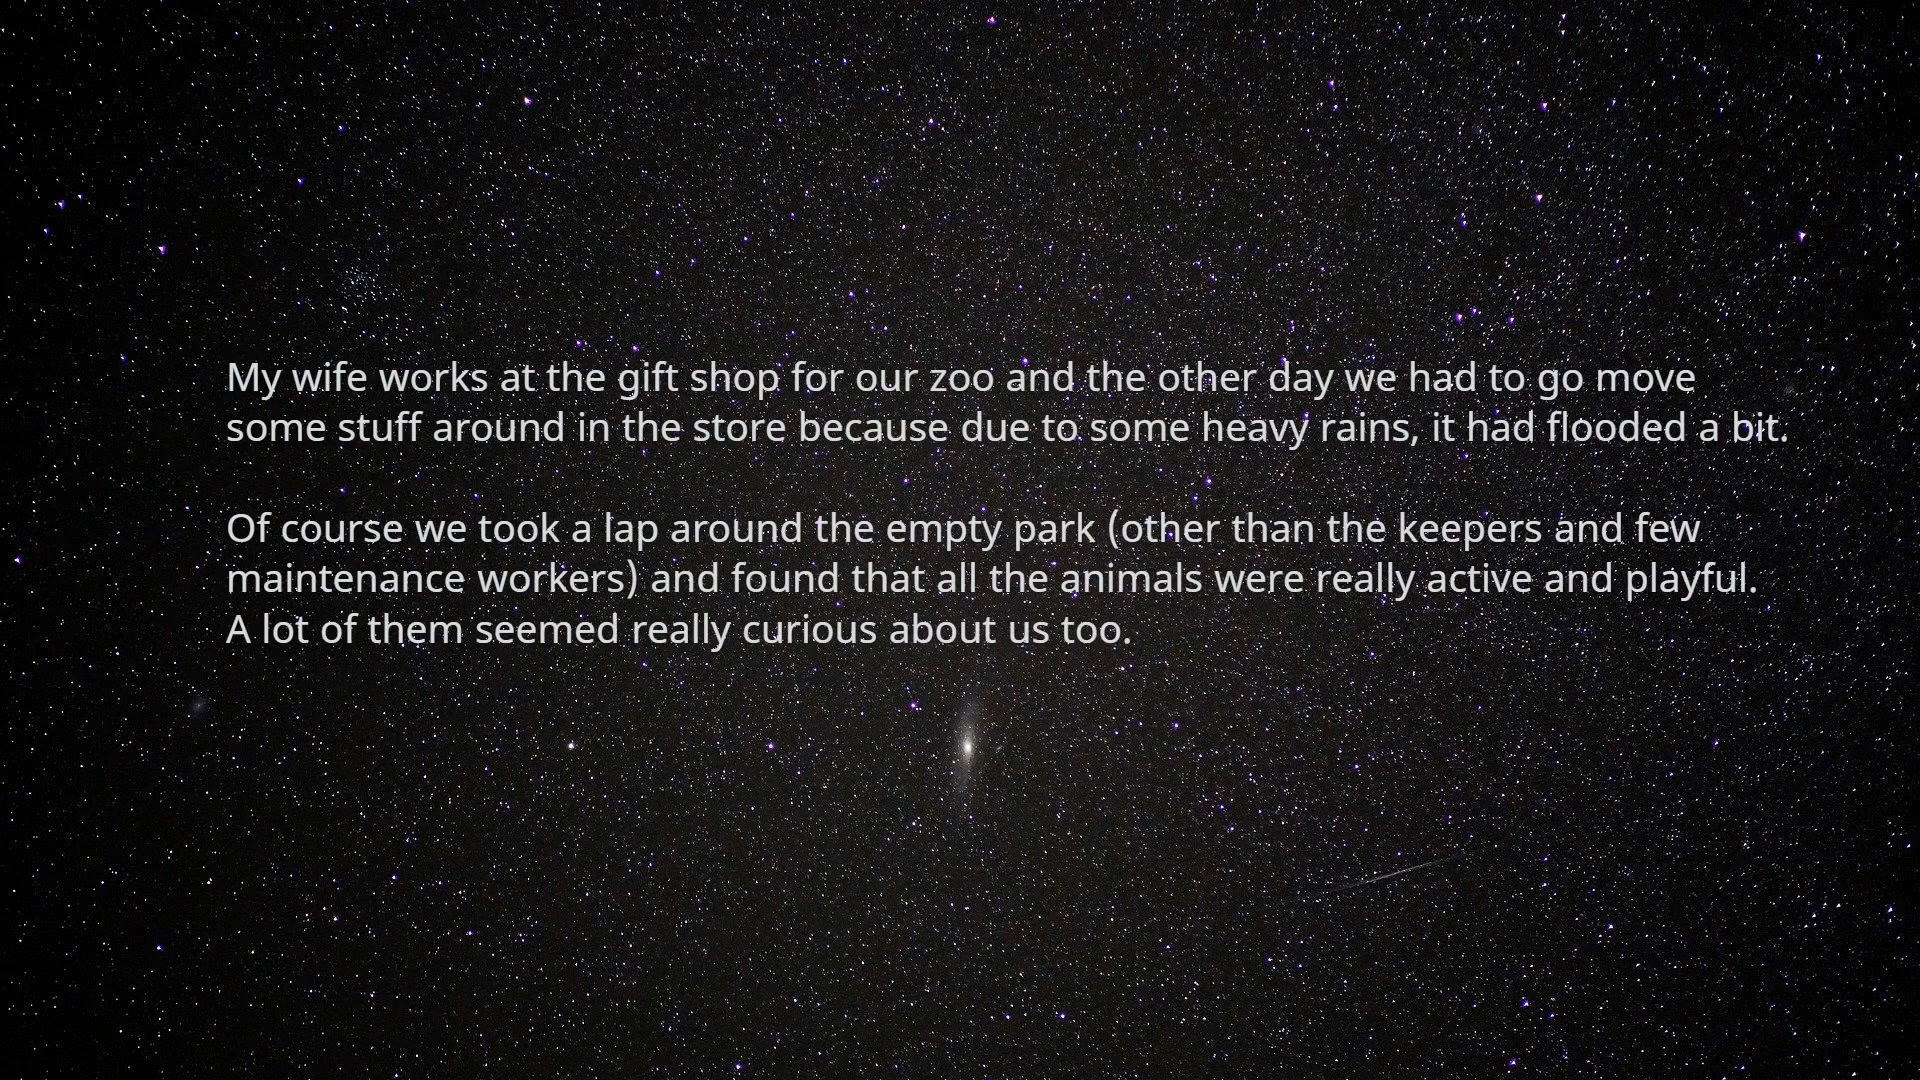 My wife works at the gift shop for our zoo and the other day we had to go move
some stuff around in the store because due to some heavy rains, it had flooded a bit.
Of course we took a lap around the empty park (other than the keepers and few
maintenance workers) and found that all the animals were really active and playful.
A lot of them seemed really curious about us too.